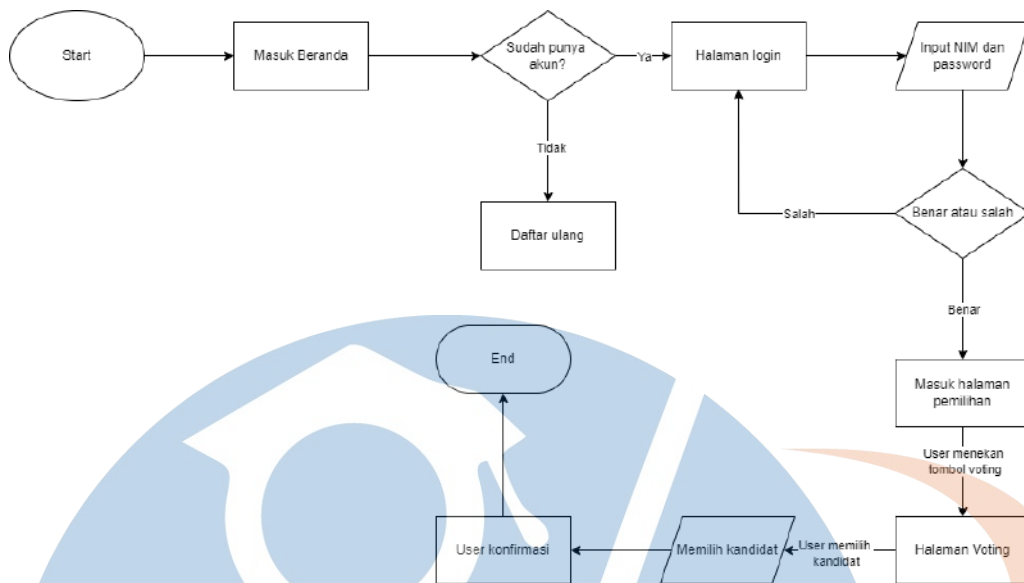 Start
Masuk Beranda
Sudah punya
akun?
Ya
Halaman login
Input NIM dan
password
Tidak
Daftar ulang
Salah
Benar atau salah
Benar
Masuk halaman
pemilihan
User menekan
tombol voting
Halaman Voting
User memilih
kandidat
Memilih kandidat
User konfirmasi
End